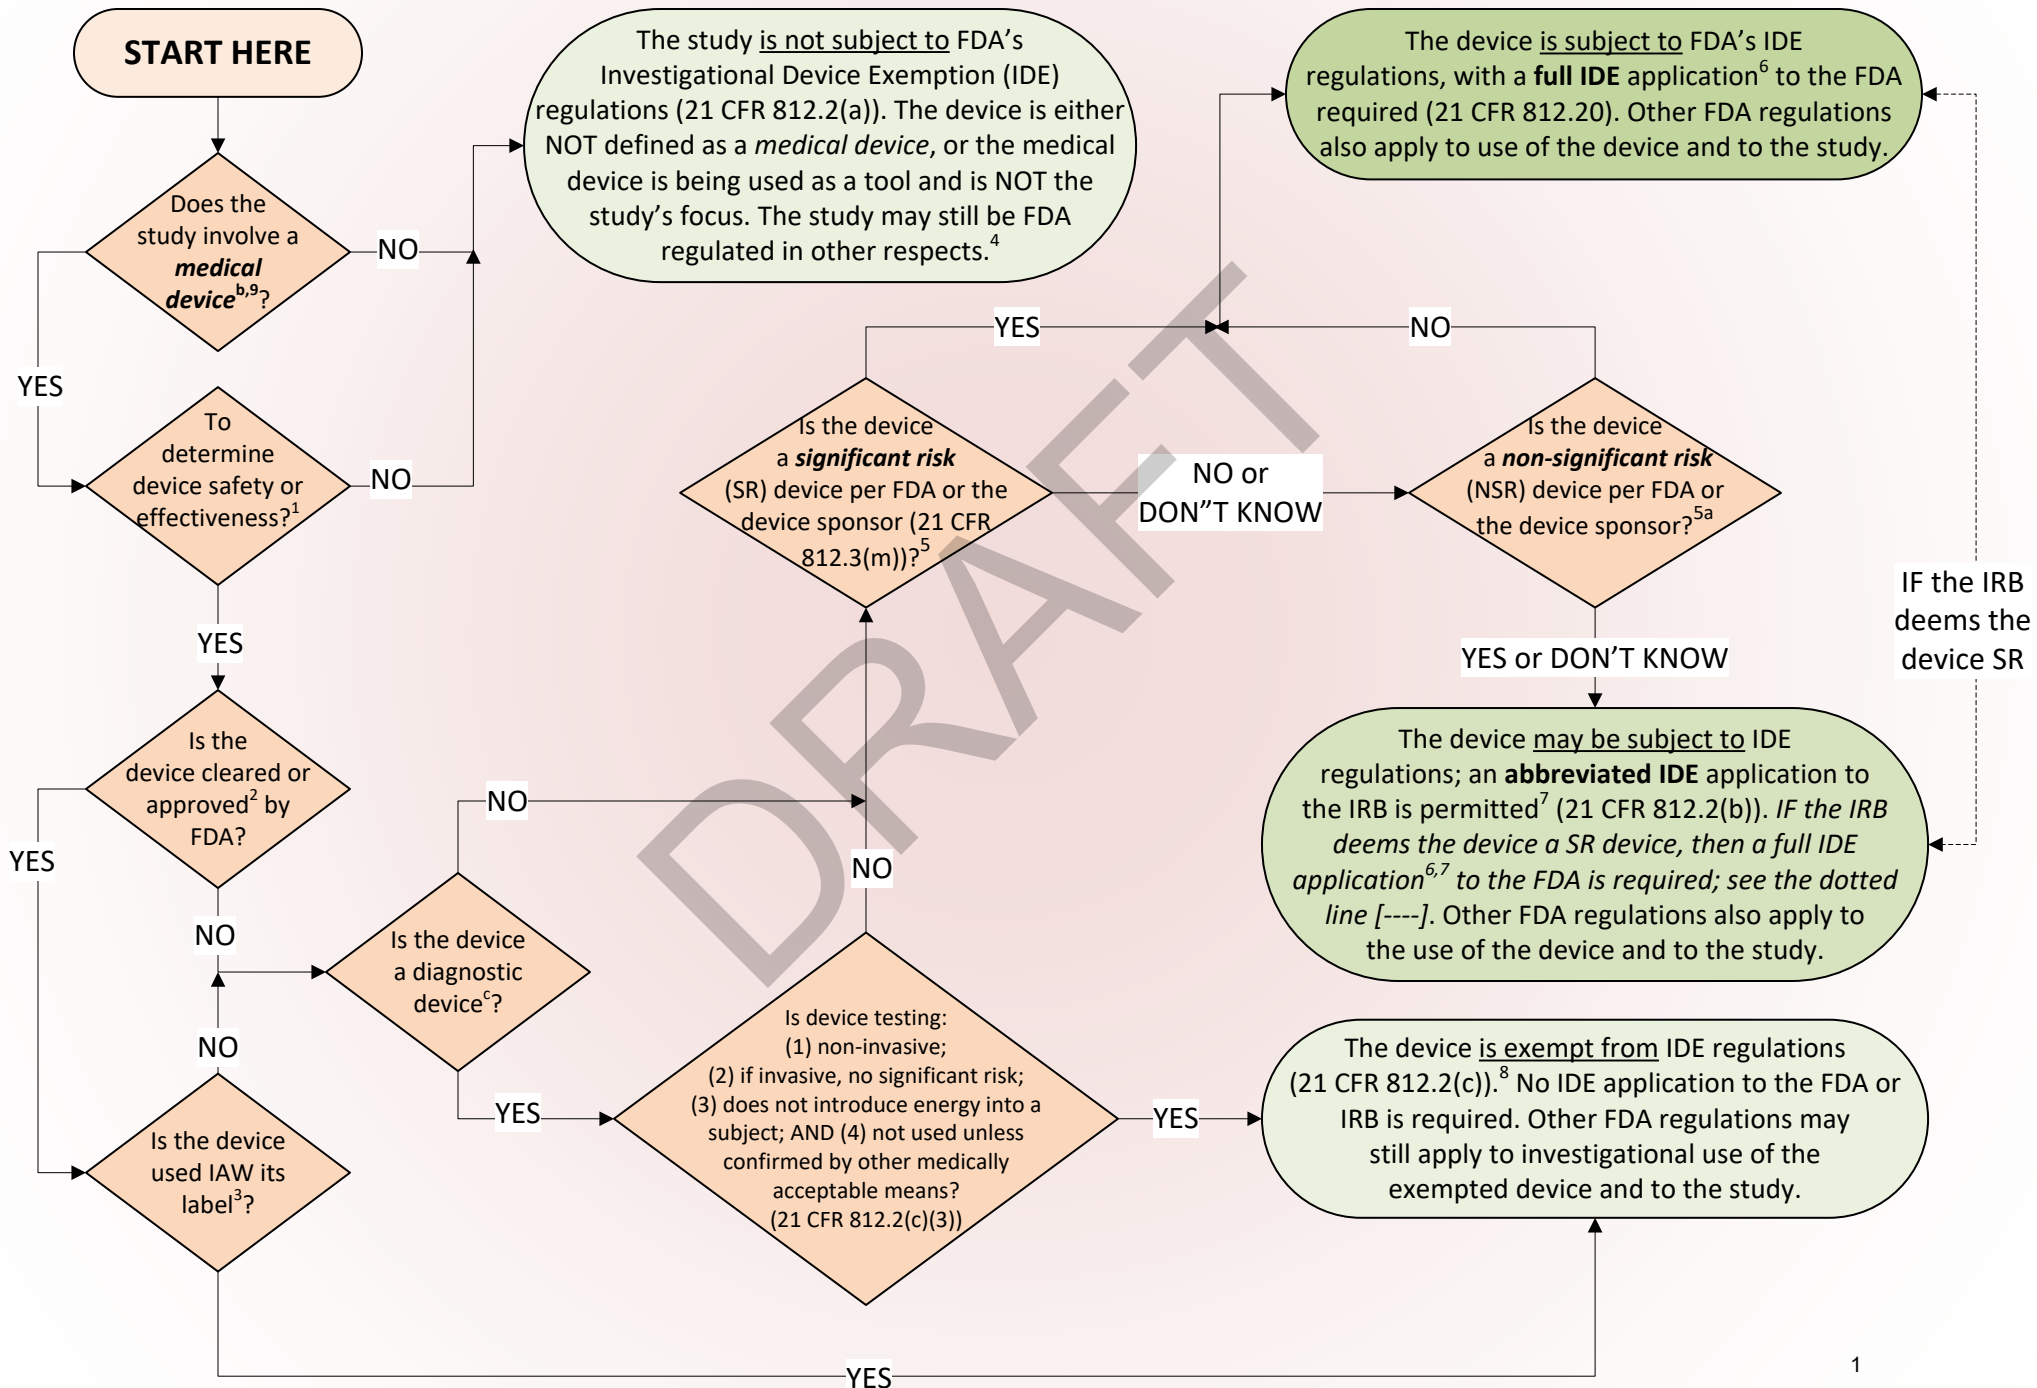 START HERE
The study is not subject to FDA’s
Investigational Device Exemption (IDE)
regulations (21 CFR 812.2(a)). The device is either
NOT defined as a medical device, or the medical
device is being used as a tool and is NOT the
study’s focus. The study may still be FDA
regulated in other respects.4
The device is subject to FDA’s IDE
regulations, with a full IDE application6 to the FDA
required (21 CFR 812.20). Other FDA regulations
also apply to use of the device and to the study.
Does the
study involve a
medical
deviceb,9?
NO
YES
To
determine
device safety or
effectiveness?1
NO
YES
YES
NO
Is the device
a significant risk
(SR) device per FDA or the
device sponsor (21 CFR
812.3(m))?5
NO or
DON”T KNOW
Is the device
a non-significant risk
(NSR) device per FDA or
the device sponsor?5a
IF the IRB
deems the
device SR
YES or DON’T KNOW
Is the
device cleared or
approved2 by
FDA?
YES
NO
NO
NO
The device may be subject to IDE
regulations; an abbreviated IDE application to
the IRB is permitted7 (21 CFR 812.2(b)). IF the IRB
deems the device a SR device, then a full IDE
application6,7 to the FDA is required; see the dotted
line [----]. Other FDA regulations also apply to
the use of the device and to the study.
Is the device
a diagnostic
devicec?
NO
YES
Is the device
used IAW its
label3?
Is device testing:
(1) non-invasive;
(2) if invasive, no significant risk;
(3) does not introduce energy into a
subject; AND (4) not used unless
confirmed by other medically
acceptable means?
(21 CFR 812.2(c)(3))
YES
The device is exempt from IDE regulations
(21 CFR 812.2(c)).8 No IDE application to the FDA or
IRB is required. Other FDA regulations may
still apply to investigational use of the
exempted device and to the study.
YES
DRAFT
1